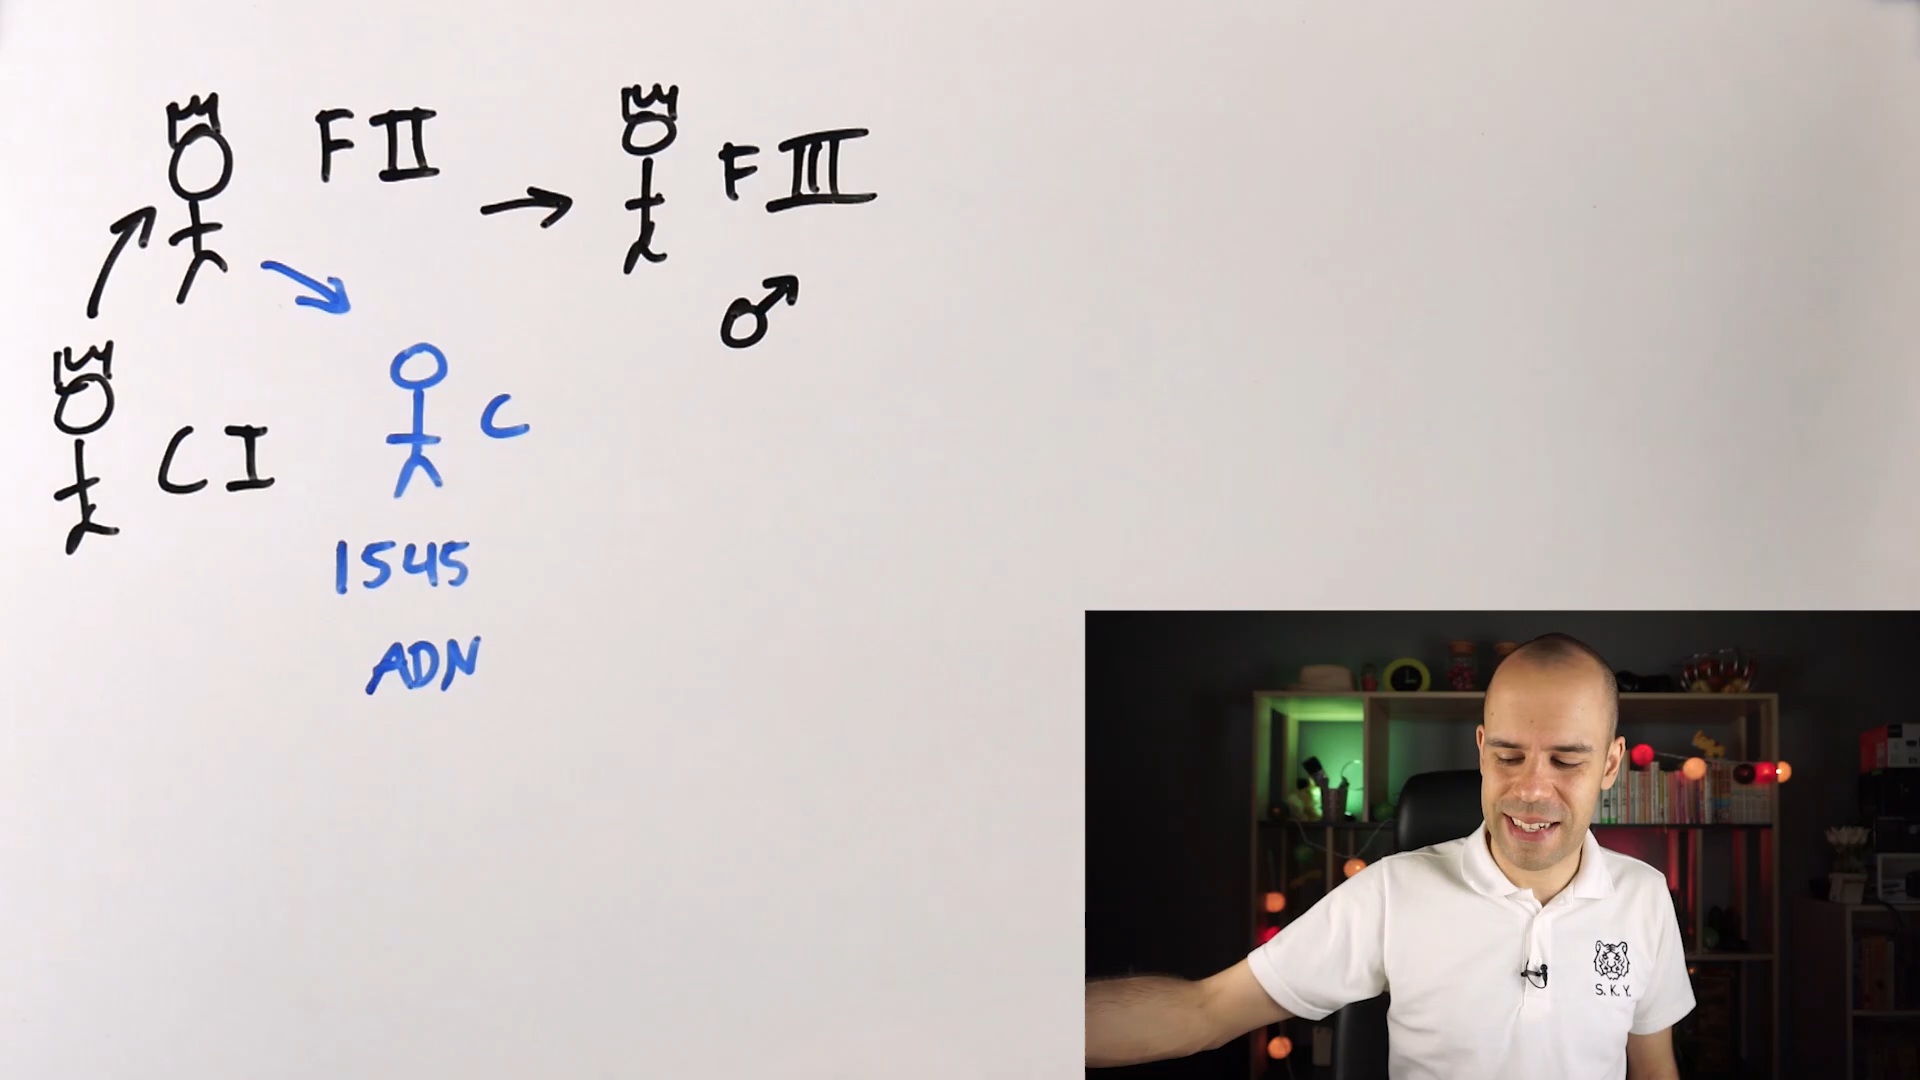 F II
F III
♂
C I
C
1545
ADN
S. K. Y.